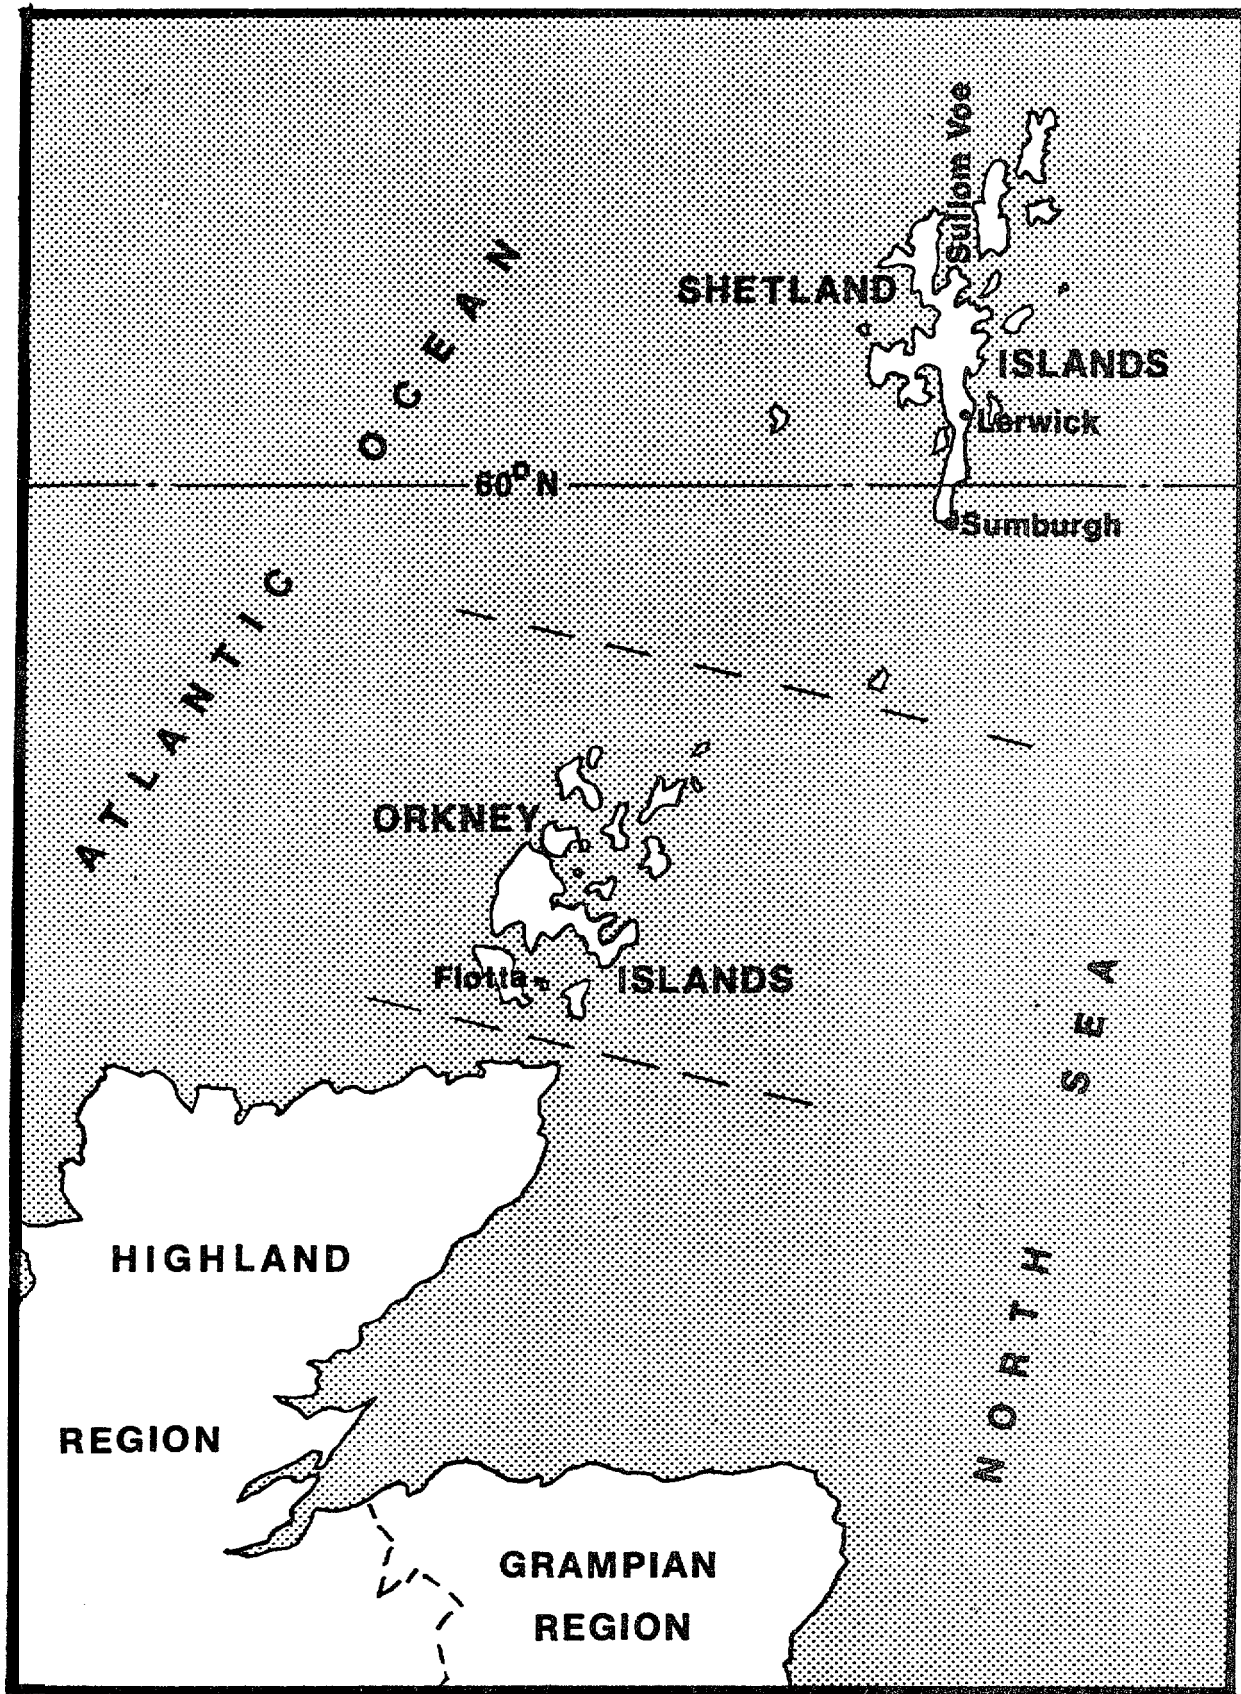 Sullom Voe
SHETLAND
ISLANDS
Lerwick
60°N
Sumburgh
ATLANTIC OCEAN
ORKNEY
Flotta
ISLANDS
NORTH SEA
HIGHLAND
REGION
GRAMPIAN
REGION